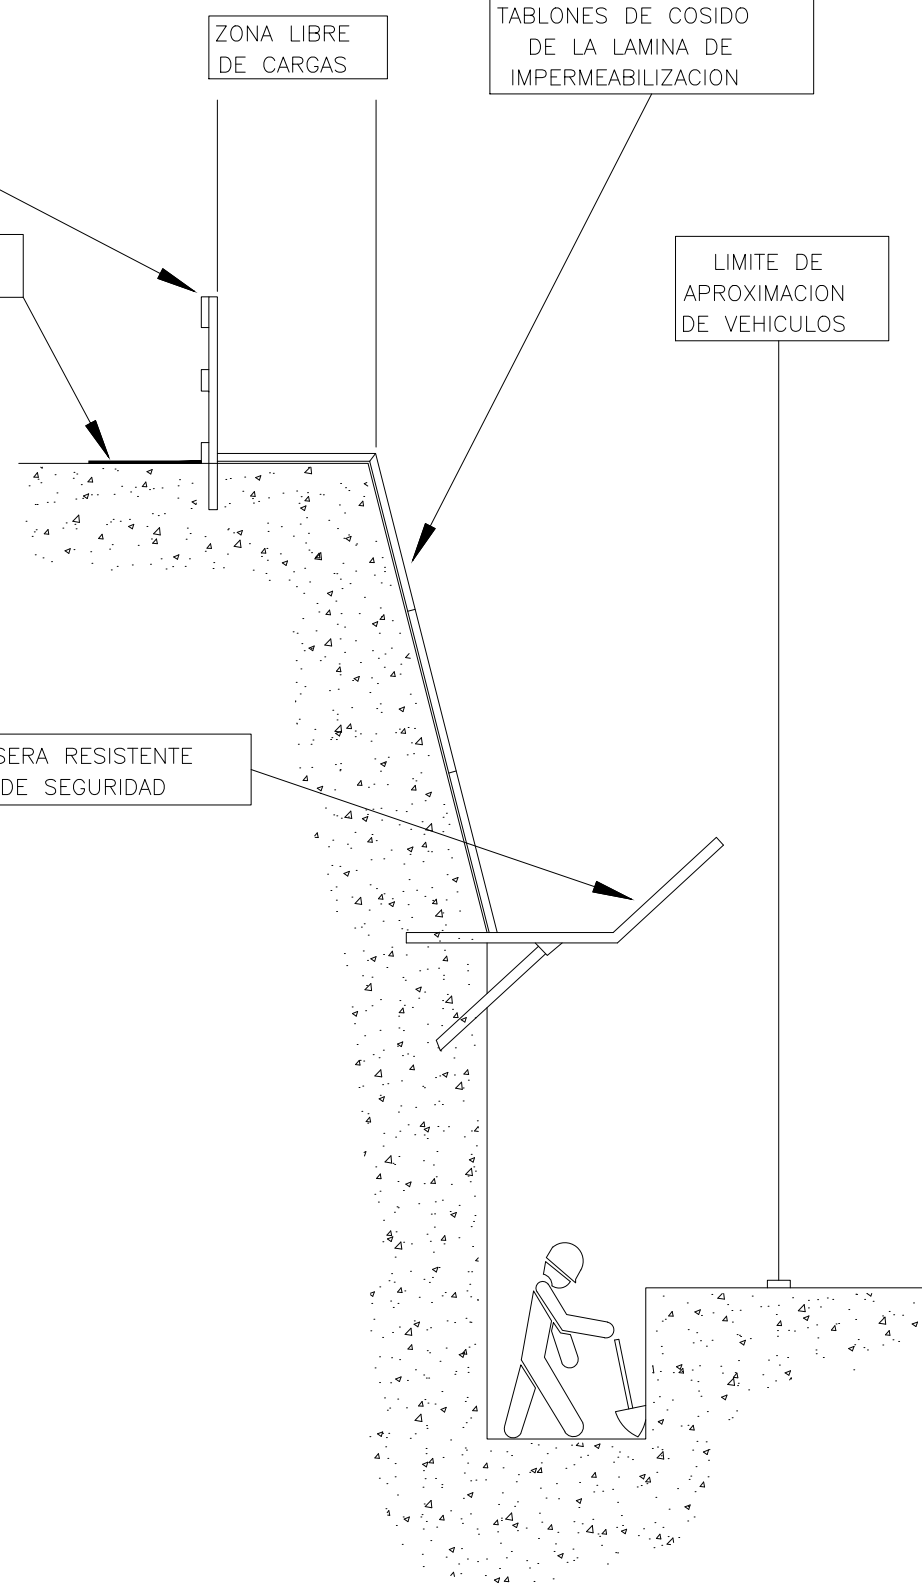 ZONA LIBRE
DE CARGAS
TABLONES DE COSIDO
DE LA LAMINA DE
IMPERMEABILIZACION
LIMITE DE
APROXIMACION
DE VEHICULOS
SERA RESISTENTE
DE SEGURIDAD